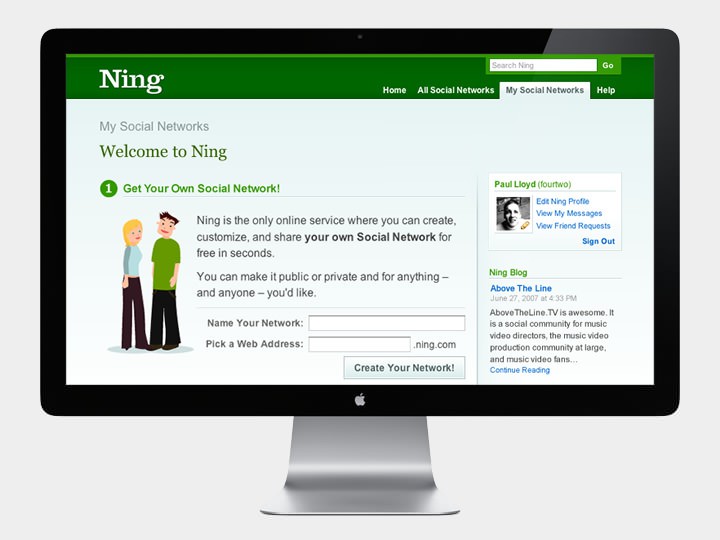 Ning
Search Ning
Go
Home
All Social Networks
My Social Networks
Help
My Social Networks
Welcome to Ning
1 Get Your Own Social Network!
Ning is the only online service where you can create,
customize, and share your own Social Network for
free in seconds.
You can make it public or private and for anything –
and anyone – you'd like.
Name Your Network:
Pick a Web Address:
.ning.com
Create Your Network!
Paul Lloyd (fourtwo)
Edit Ning Profile
View My Messages
View Friend Requests
Sign Out
Ning Blog
Above The Line
June 27, 2007 at 4:33 PM
AboveTheLine.TV is awesome. It
is a social community for music
video directors, the music video
production community at large,
and music video fans…
Continue Reading